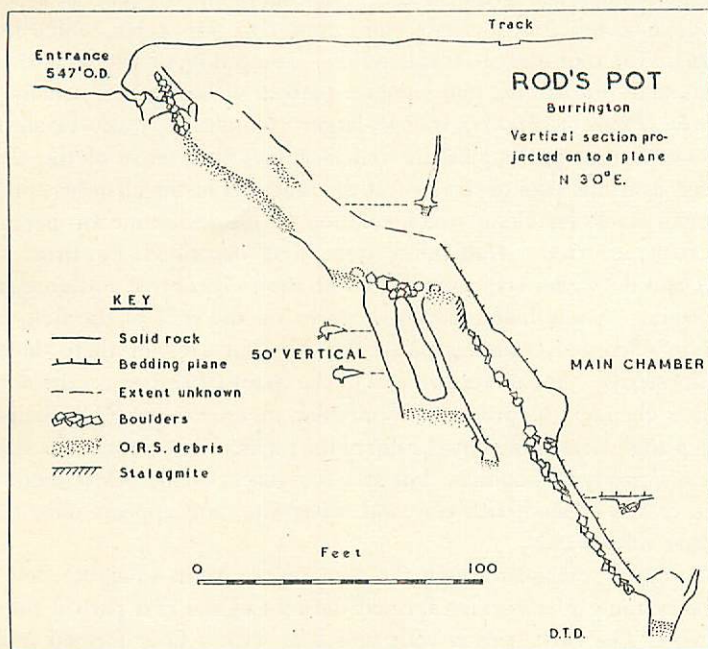 Track
Entrance
547' O.D.
ROD'S POT
Burrington
Vertical section pro-
jected on to a plane
N 30° E.
KEY
Solid rock
Bedding plane
Extent unknown
Boulders
O.R.S. debris
Stalagmite
50' VERTICAL
MAIN CHAMBER
Feet
0 100
D.T.D.